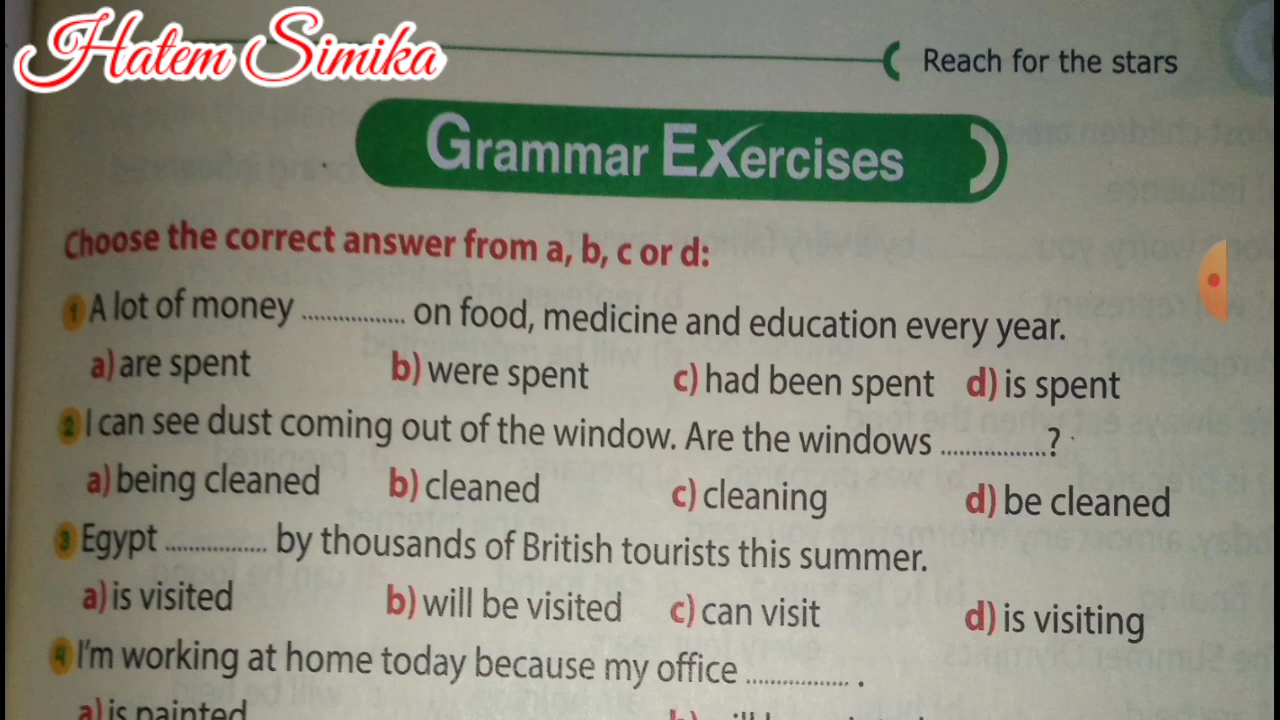 Hatem Simika
Reach for the stars
Grammar Exercises
Choose the correct answer from a, b, c or d:
1 A lot of money .................. on food, medicine and education every year.
a) are spent b) were spent c) had been spent d) is spent
2 I can see dust coming out of the window. Are the windows .................. ?
a) being cleaned b) cleaned c) cleaning d) be cleaned
3 Egypt .................. by thousands of British tourists this summer.
a) is visited b) will be visited c) can visit d) is visiting
4 I'm working at home today because my office .................. .
a) is painted